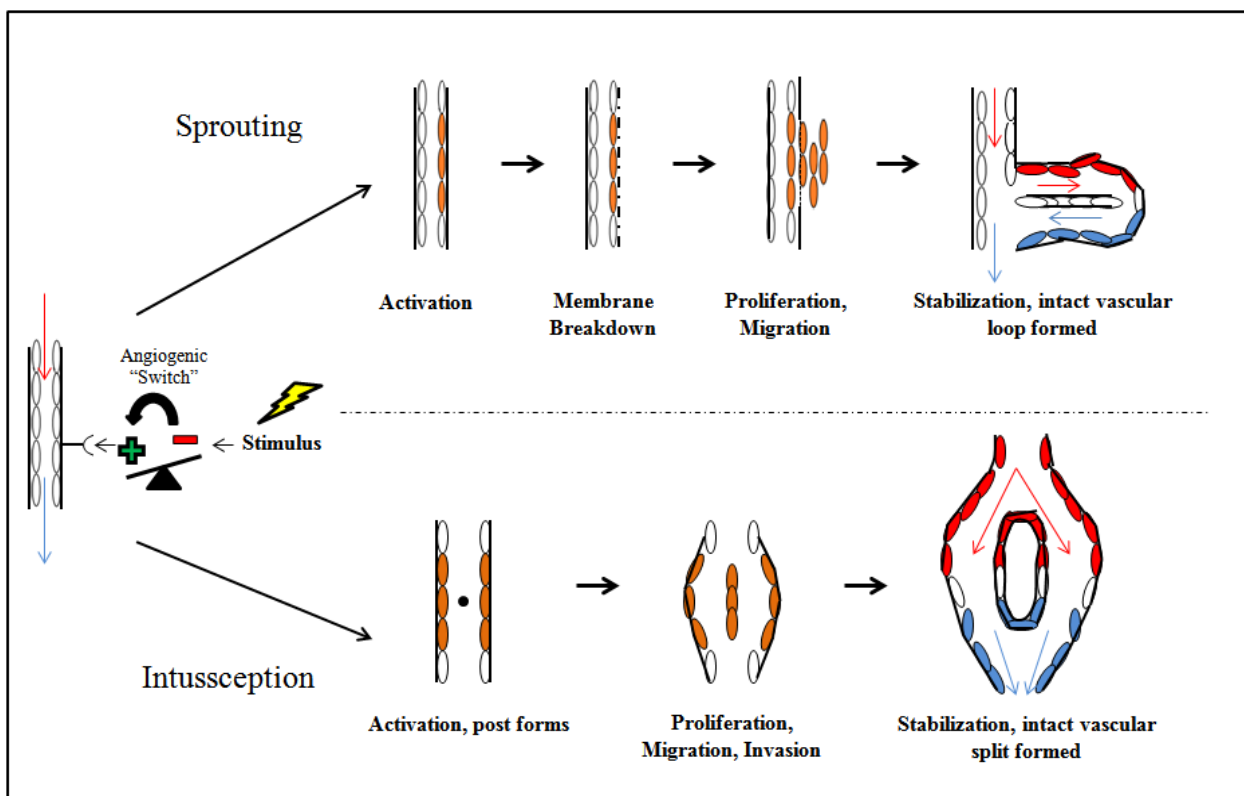 Sprouting
Activation
Membrane
Breakdown
Proliferation,
Migration
Stabilization, intact vascular
loop formed
Angiogenic
“Switch”
Stimulus
Intussception
Activation, post forms
Proliferation,
Migration, Invasion
Stabilization, intact vascular
split formed